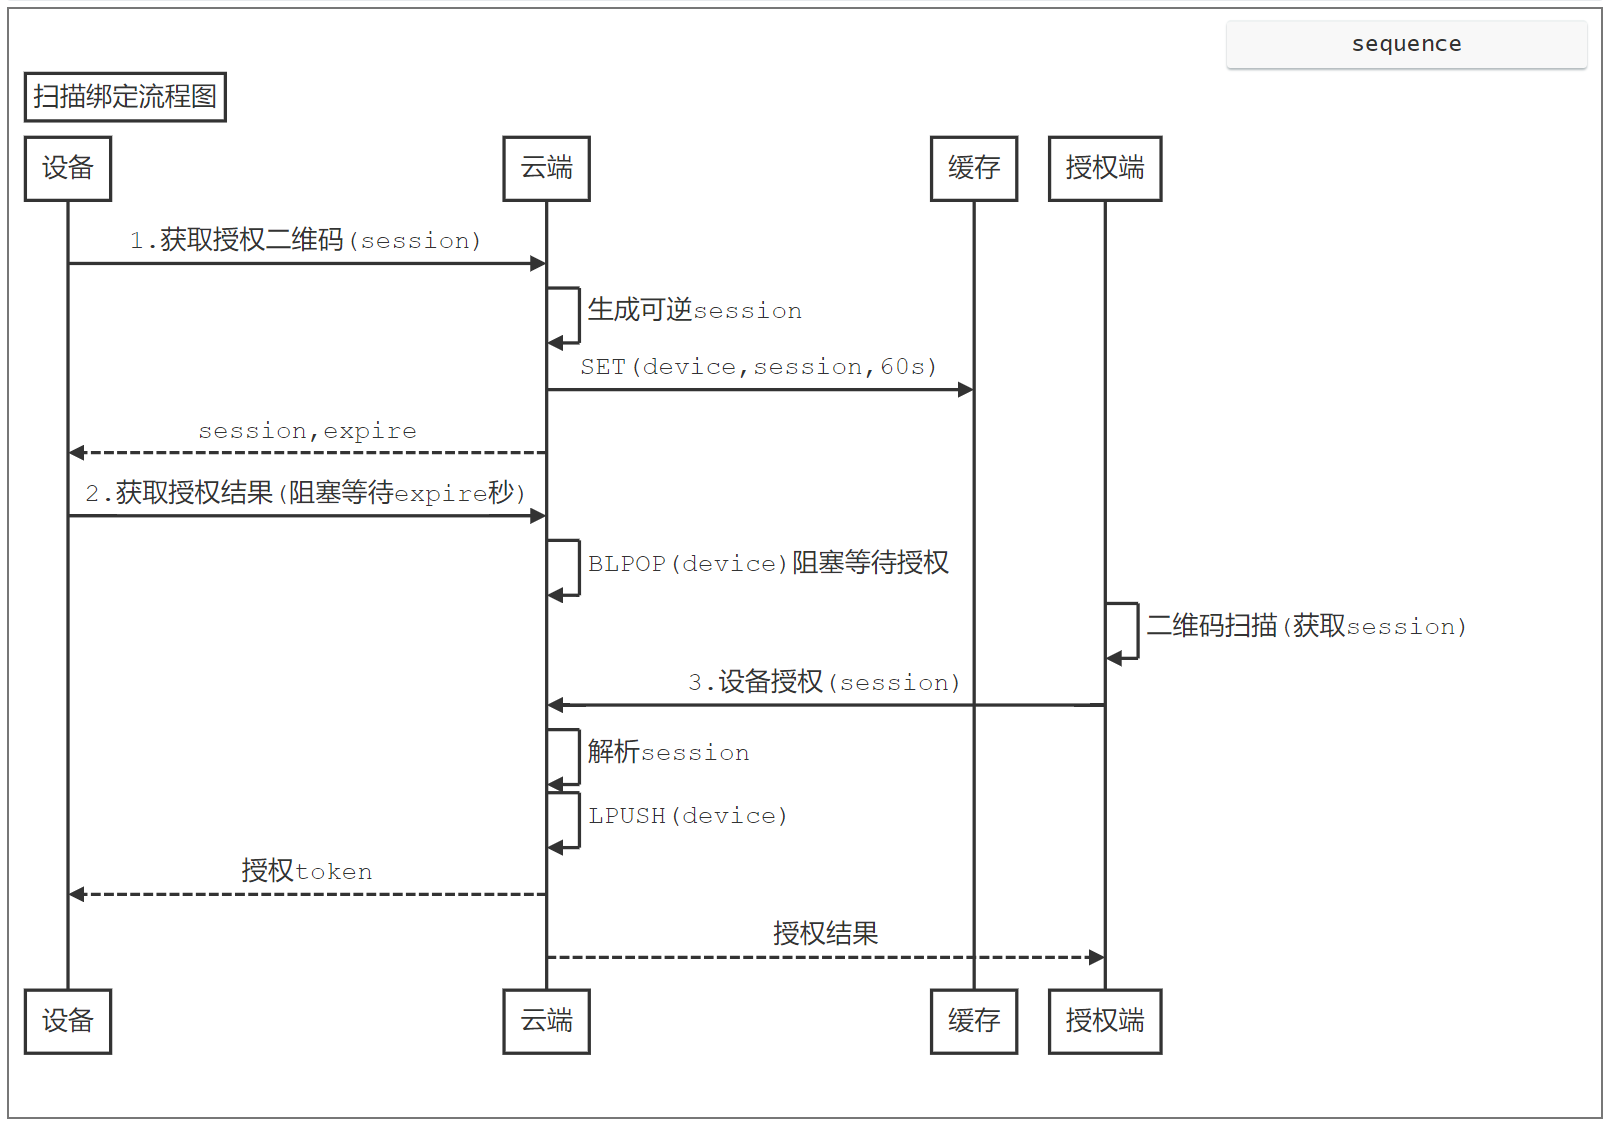 sequence
扫描绑定流程图
设备
云端
缓存
授权端
1.获取授权二维码(session)
生成可逆session
SET(device,session,60s)
session,expire
2.获取授权结果(阻塞等待expire秒)
BLPOP(device)阻塞等待授权
二维码扫描(获取session)
3.设备授权(session)
解析session
LPUSH(device)
授权token
授权结果
设备
云端
缓存
授权端